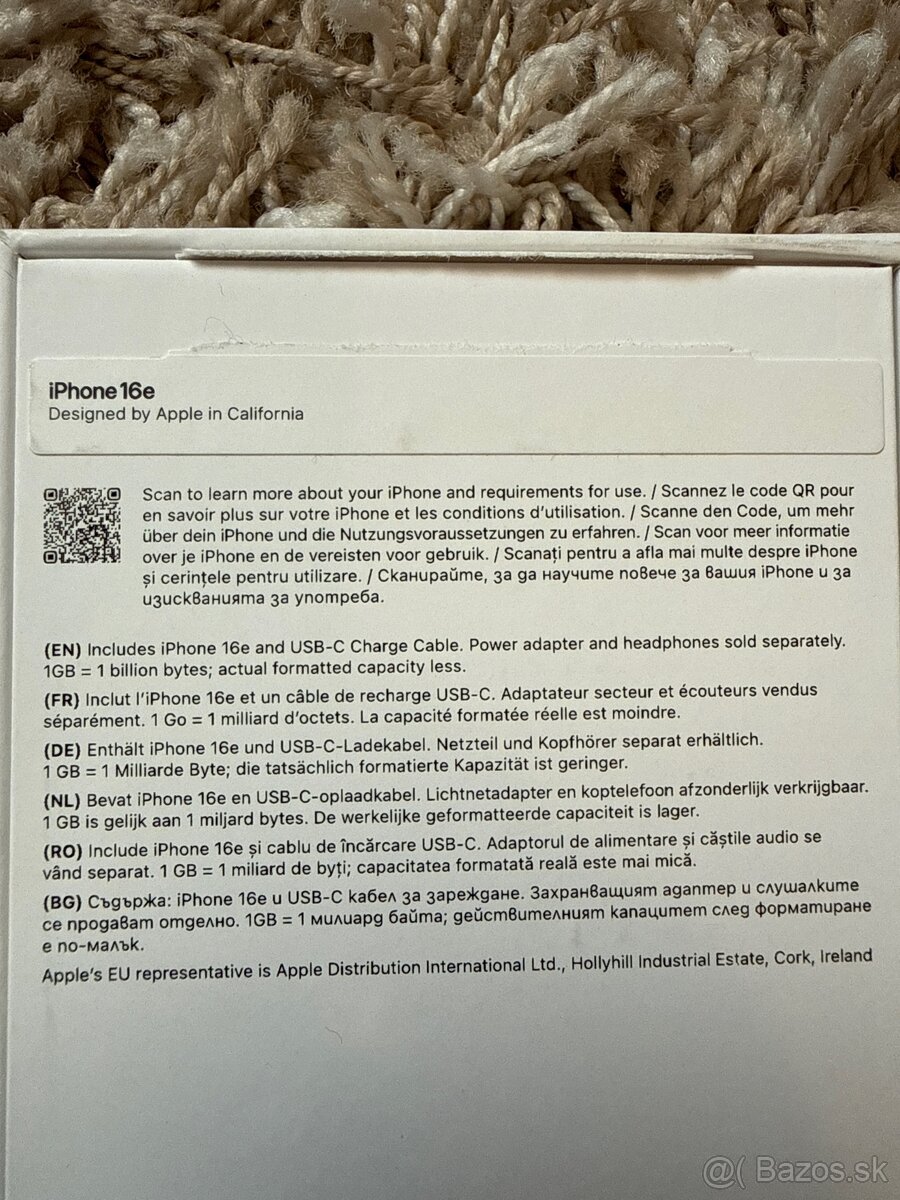 iPhone 16e
Designed by Apple in California
Scan to learn more about your iPhone and requirements for use. / Scannez le code QR pour
en savoir plus sur votre iPhone et les conditions d'utilisation. / Scanne den Code, um mehr
über dein iPhone und die Nutzungsvoraussetzungen zu erfahren. / Scan voor meer informatie
over je iPhone en de vereisten voor gebruik. / Scanați pentru a afla mai multe despre iPhone
și cerințele pentru utilizare. / Сканирайте, за да научите повече за вашия iPhone и за
изискванията за употреба.
(EN) Includes iPhone 16e and USB-C Charge Cable. Power adapter and headphones sold separately.
1GB = 1 billion bytes; actual formatted capacity less.
(FR) Inclut l'iPhone 16e et un câble de recharge USB-C. Adaptateur secteur et écouteurs vendus
séparément. 1 Go = 1 milliard d'octets. La capacité formatée réelle est moindre.
(DE) Enthält iPhone 16e und USB-C-Ladekabel. Netzteil und Kopfhörer separat erhältlich.
1 GB = 1 Milliarde Byte; die tatsächlich formatierte Kapazität ist geringer.
(NL) Bevat iPhone 16e en USB-C-oplaadkabel. Lichtnetadapter en koptelefoon afzonderlijk verkrijgbaar.
1 GB is gelijk aan 1 miljard bytes. De werkelijke geformatteerde capaciteit is lager.
(RO) Include iPhone 16e și cablu de încărcare USB-C. Adaptorul de alimentare și căștile audio se
vând separat. 1 GB = 1 miliard de byți; capacitatea formatată reală este mai mică.
(BG) Съдържа: iPhone 16e и USB-C кабел за зареждане. Захранващият адаптер и слушалките
се продават отделно. 1GB = 1 милиард байта; действителният капацитет след форматиране
е по-малък.
Apple's EU representative is Apple Distribution International Ltd., Hollyhill Industrial Estate, Cork, Ireland
@( Bazos.sk